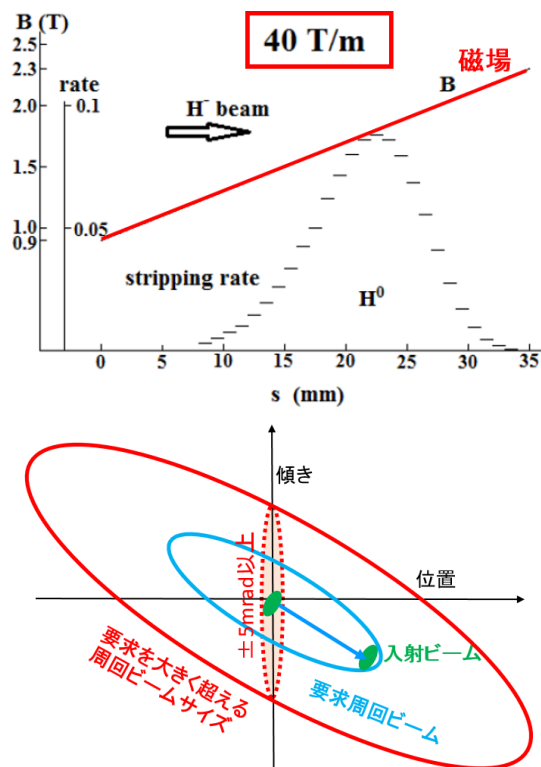 B (T)
40 T/m
2.5
2.3
2.0
1.5
1.0
0.9
rate
0.1
0.05
磁場
B
H⁻ beam
stripping rate
H⁰
0
5
10
15
20
25
30
35
s (mm)
傾き
位置
±5mrad以上
入射ビーム
要求周回ビーム
要求を大きく超える
周回ビームサイズ